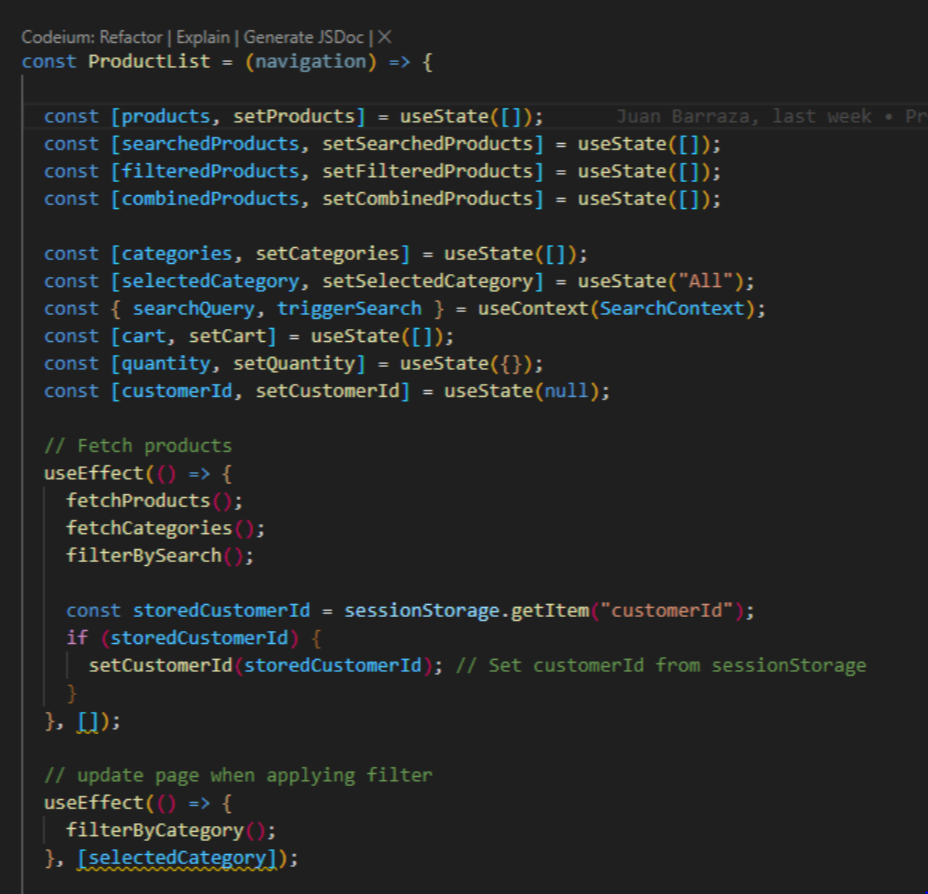 Codeium: Refactor | Explain | Generate JSDoc | X
const ProductList = (navigation) => {
const [products, setProducts] = useState([]); Juan Barraza, last week • Pr
const [searchedProducts, setSearchedProducts] = useState([]);
const [filteredProducts, setFilteredProducts] = useState([]);
const [combinedProducts, setCombinedProducts] = useState([]);
const [categories, setCategories] = useState([]);
const [selectedCategory, setSelectedCategory] = useState("All");
const { searchQuery, triggerSearch } = useContext(SearchContext);
const [cart, setCart] = useState([]);
const [quantity, setQuantity] = useState({});
const [customerId, setCustomerId] = useState(null);
// Fetch products
useEffect(() => {
fetchProducts();
fetchCategories();
filterBySearch();
const storedCustomerId = sessionStorage.getItem("customerId");
if (storedCustomerId) {
setCustomerId(storedCustomerId); // Set customerId from sessionStorage
}
}, []);
// update page when applying filter
useEffect(() => {
filterByCategory();
}, [selectedCategory]);